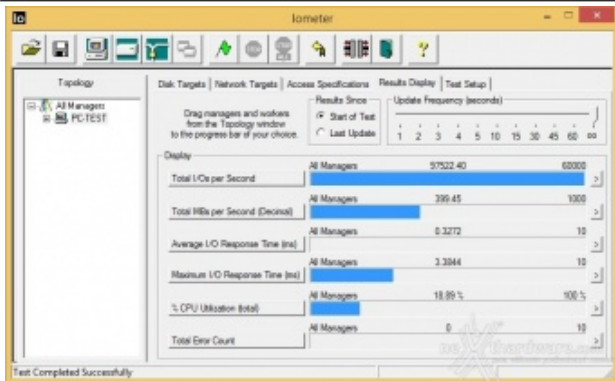 Io
Iometer
Topology
All Managers
PC-TEST
Disk Targets
Network Targets
Access Specifications
Results Display
Test Setup
Drag managers and workers
from the Topology window
to the progress bar of your choice.
Results Since
Start of Test
Last Update
Update Frequency (seconds)
1 2 3 4 5 10 15 30 45 60 ∞
Display
All Managers 97522.40 60000
Total I/Os per Second
All Managers 399.45 1000
Total MBs per Second (Decimal)
All Managers 0.3272 10
Average I/O Response Time (ms)
All Managers 3.3844 10
Maximum I/O Response Time (ms)
All Managers 18.89 % 100 %
% CPU Utilization (total)
All Managers 0 10
Total Error Count
Test Completed Successfully